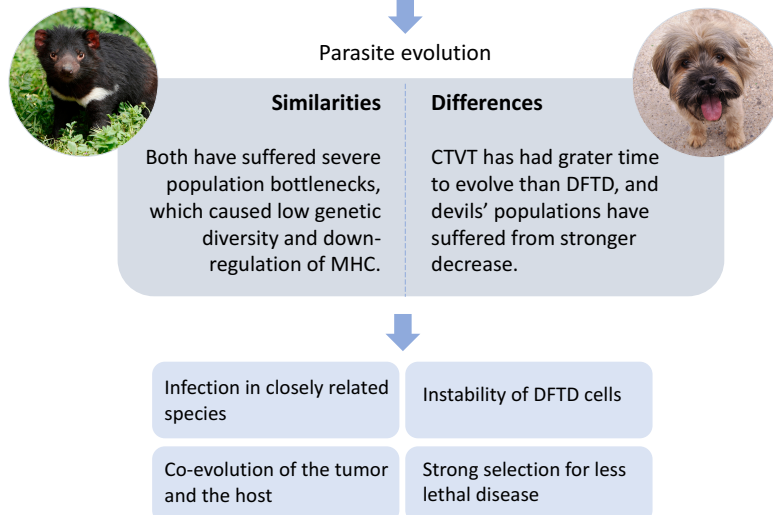 Parasite evolution
Similarities
Both have suffered severe
population bottlenecks,
which caused low genetic
diversity and down-
regulation of MHC.
Differences
CTVT has had grater time
to evolve than DFTD, and
devils’ populations have
suffered from stronger
decrease.
Infection in closely related
species
Instability of DFTD cells
Co-evolution of the tumor
and the host
Strong selection for less
lethal disease